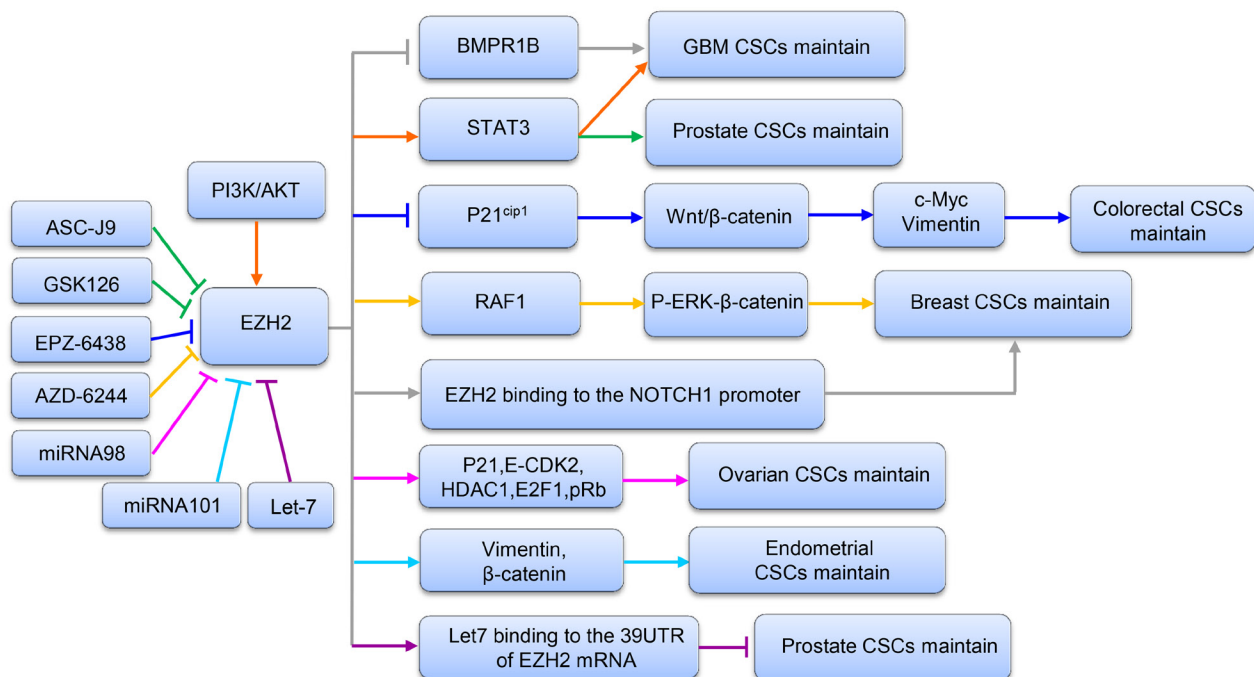 BMPR1B
GBM CSCs maintain
STAT3
Prostate CSCs maintain
PI3K/AKT
P21cip1
Wnt/β-catenin
c-Myc
Vimentin
Colorectal CSCs
maintain
ASC-J9
GSK126
EZH2
RAF1
P-ERK-β-catenin
Breast CSCs maintain
EPZ-6438
AZD-6244
EZH2 binding to the NOTCH1 promoter
miRNA98
P21,E-CDK2,
HDAC1,E2F1,pRb
Ovarian CSCs maintain
miRNA101
Let-7
Vimentin,
β-catenin
Endometrial
CSCs maintain
Let7 binding to the 39UTR
of EZH2 mRNA
Prostate CSCs maintain